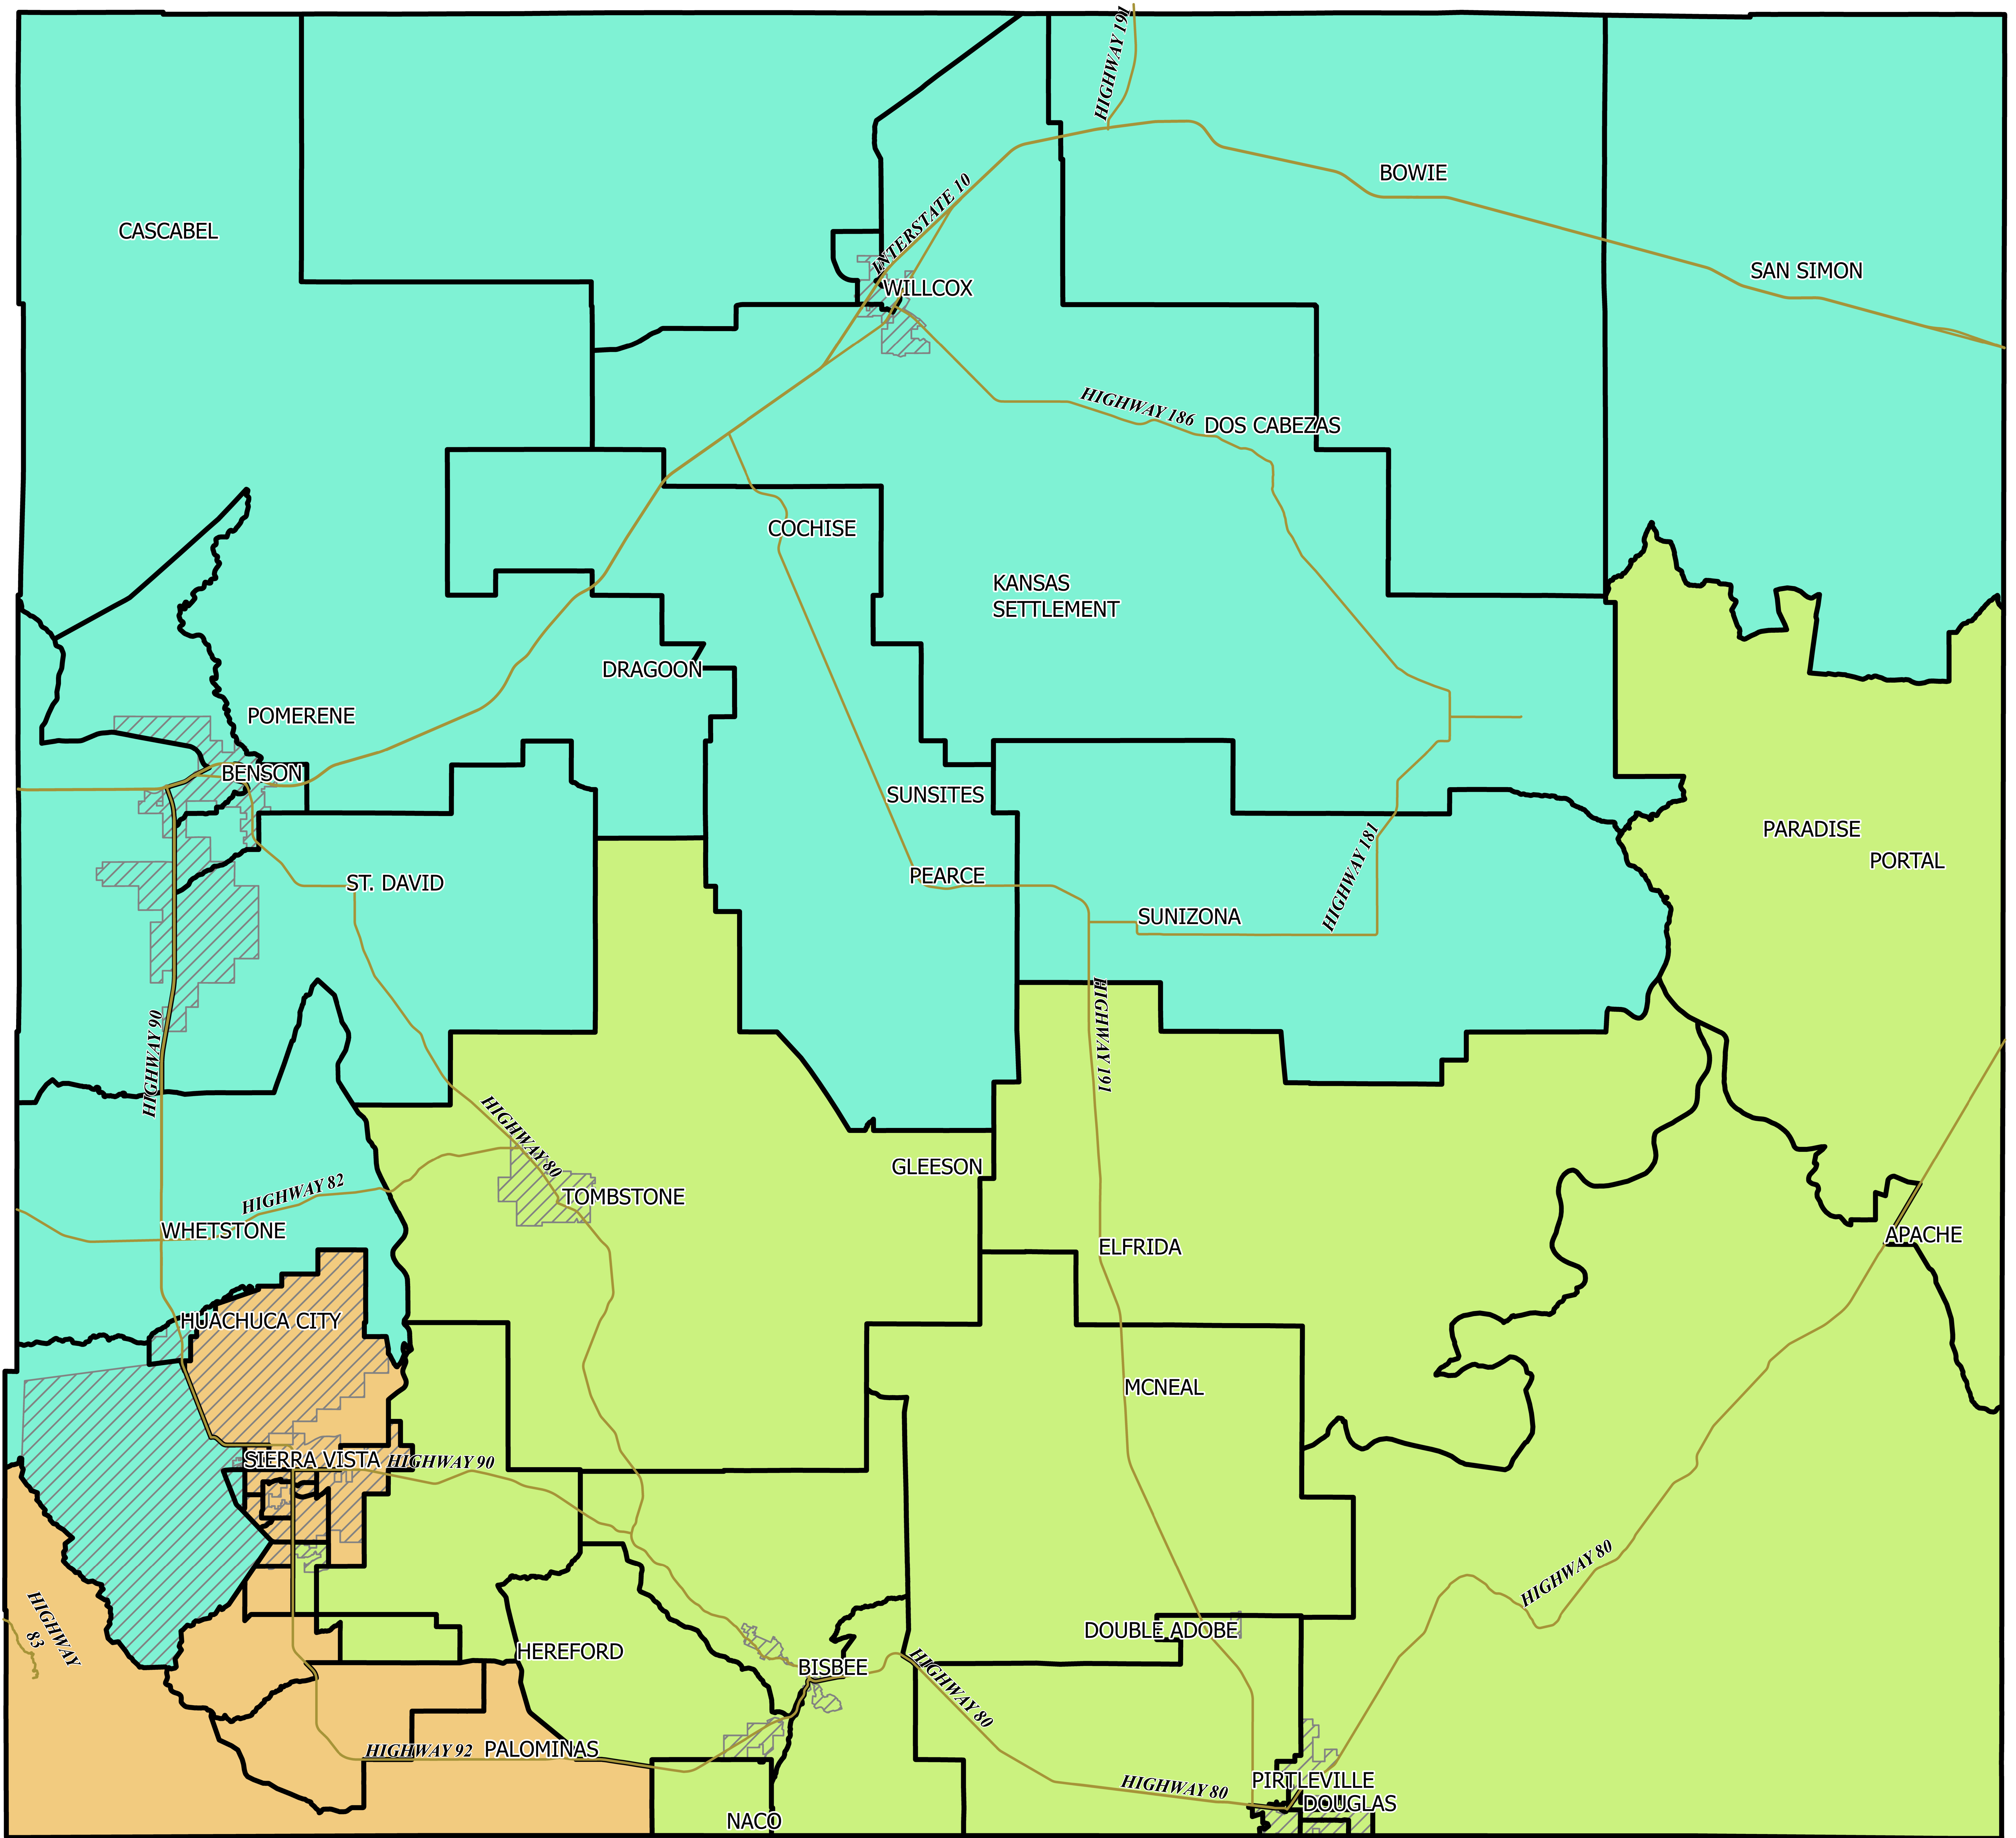 HIGHWAY 191
BOWIE
CASCABEL
INTERSTATE 10
SAN SIMON
WILLCOX
HIGHWAY 186
DOS CABEZAS
COCHISE
KANSAS
SETTLEMENT
DRAGOON
POMERENE
BENSON
SUNSITES
PARADISE
PORTAL
PEARCE
ST. DAVID
SUNIZONA
HIGHWAY 181
HIGHWAY 90
HIGHWAY 191
HIGHWAY 80
GLEESON
HIGHWAY 82
TOMBSTONE
WHETSTONE
APACHE
ELFRIDA
HUACHUCA CITY
MCNEAL
SIERRA VISTA
HIGHWAY 90
HIGHWAY 80
HIGHWAY
83
DOUBLE ADOBE
HEREFORD
BISBEE
HIGHWAY 80
HIGHWAY 92
PALOMINAS
PIRTLEVILLE
HIGHWAY 80
DOUGLAS
NACO